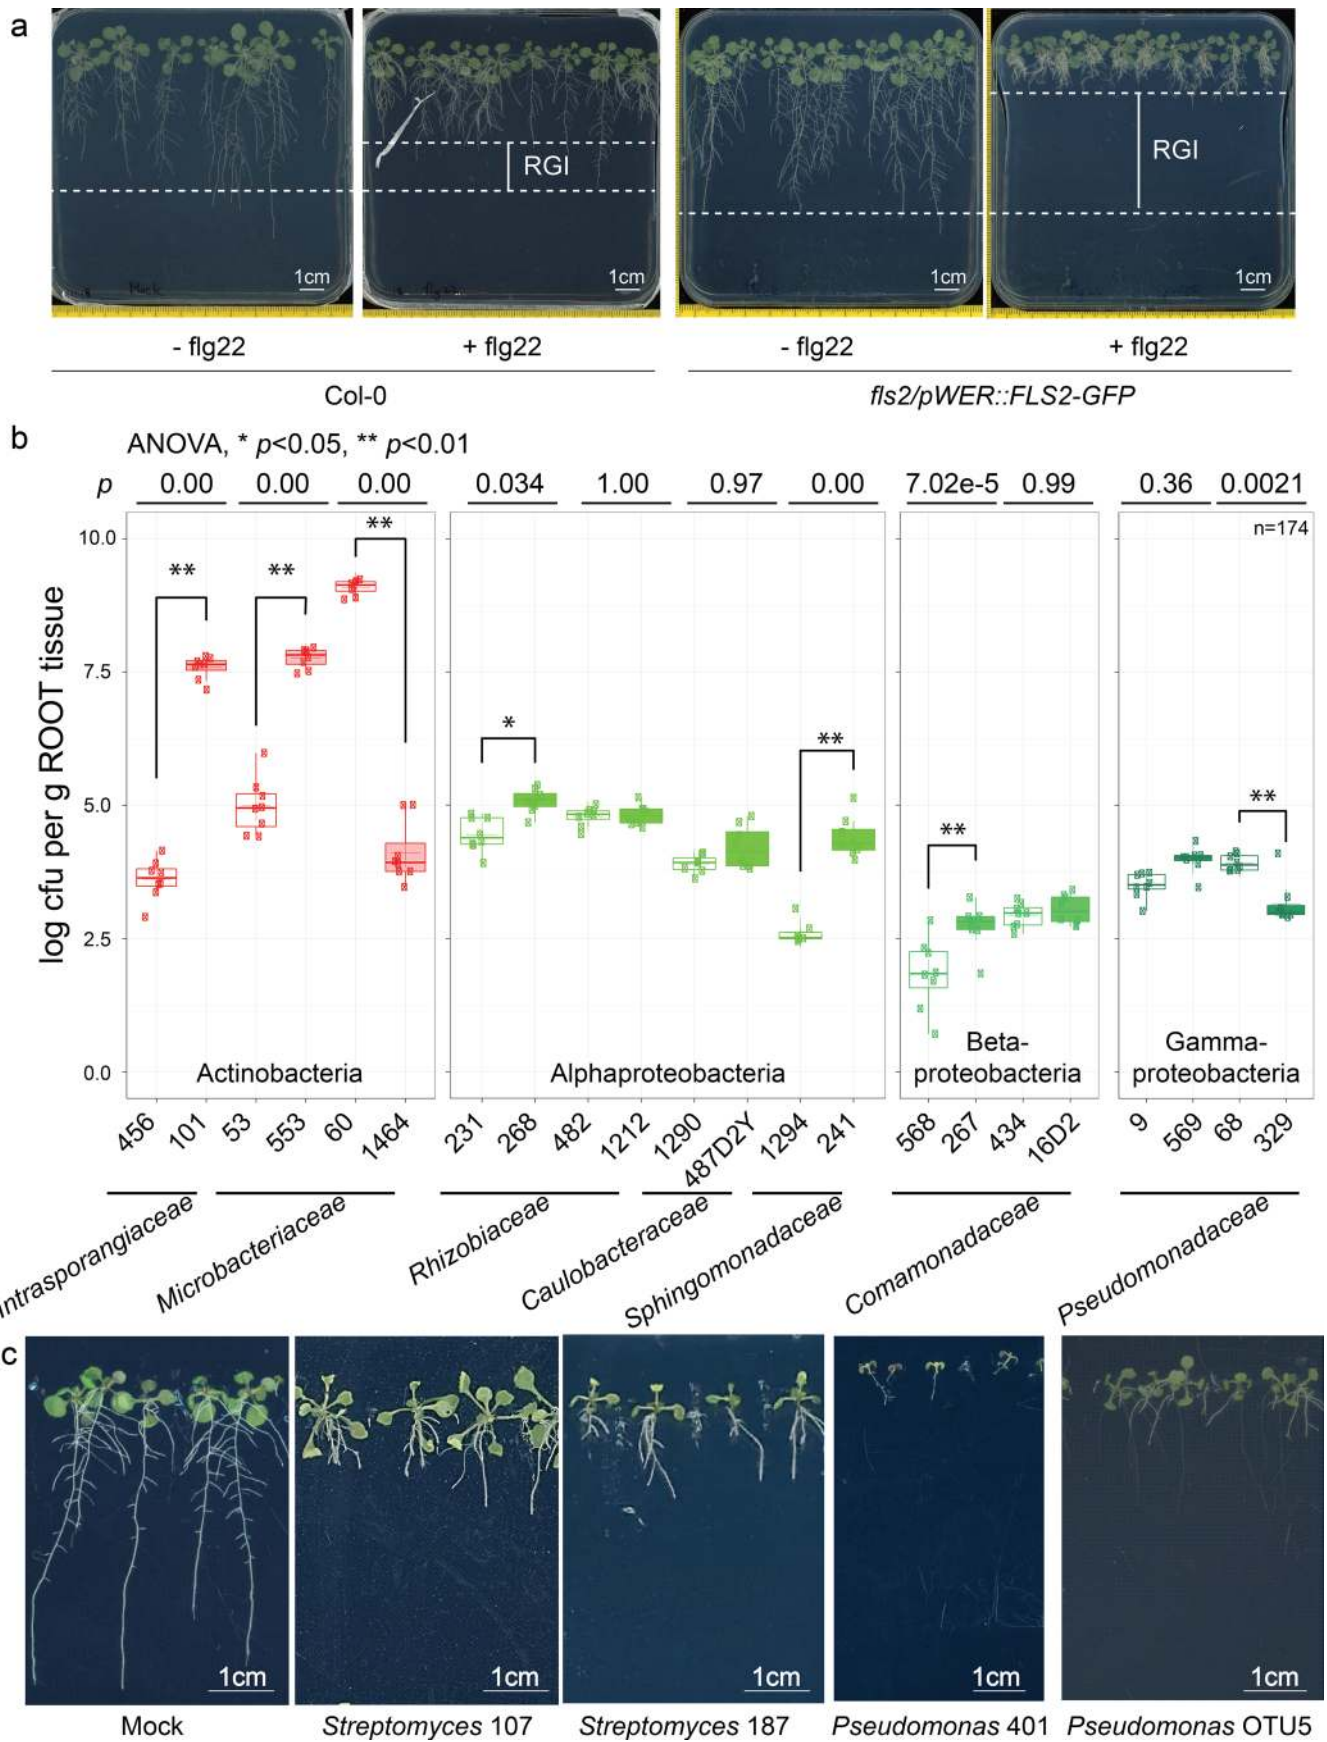 a
RGI
RGI
1cm
1cm
1cm
1cm
Mock
- flg22
+ flg22
- flg22
+ flg22
Col-0
fls2/pWER::FLS2-GFP
b
ANOVA, * p<0.05, ** p<0.01
p 0.00 0.00 0.00 0.034 1.00 0.97 0.00 7.02e-5 0.99 0.36 0.0021
n=174
log cfu per g ROOT tissue
10.0
7.5
5.0
2.5
0.0
** ** ** * ** ** **
Actinobacteria
Alphaproteobacteria
Beta-
proteobacteria
Gamma-
proteobacteria
456 101 53 553 60 1464 231 268 482 1212 1290 487D2Y 1294 241 568 267 434 16D2 9 569 68 329
Intrasporangiaceae
Microbacteriaceae
Rhizobiaceae
Caulobacteraceae
Sphingomonadaceae
Comamonadaceae
Pseudomonadaceae
c
1cm
1cm
1cm
1cm
1cm
Mock
Streptomyces 107
Streptomyces 187
Pseudomonas 401
Pseudomonas OTU5